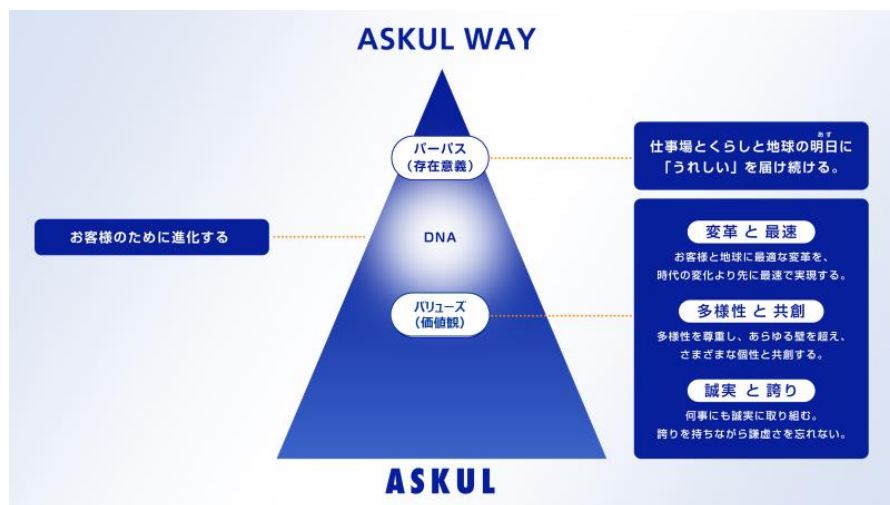 ASKUL WAY
パーパス
(存在意義)
あす
仕事場とくらしと地球の明日に
「うれしい」を届け続ける。
お客様のために進化する
DNA
バリューズ
(価値観)
変革 と 最速
お客様と地球に最適な変革を、
時代の変化より先に最速で実現する。
多様性 と 共創
多様性を尊重し、あらゆる壁を超え、
さまざまな個性と共創する。
誠実 と 誇り
何事にも誠実に取り組む。
誇りを持ちながら謙虚さを忘れない。
ASKUL